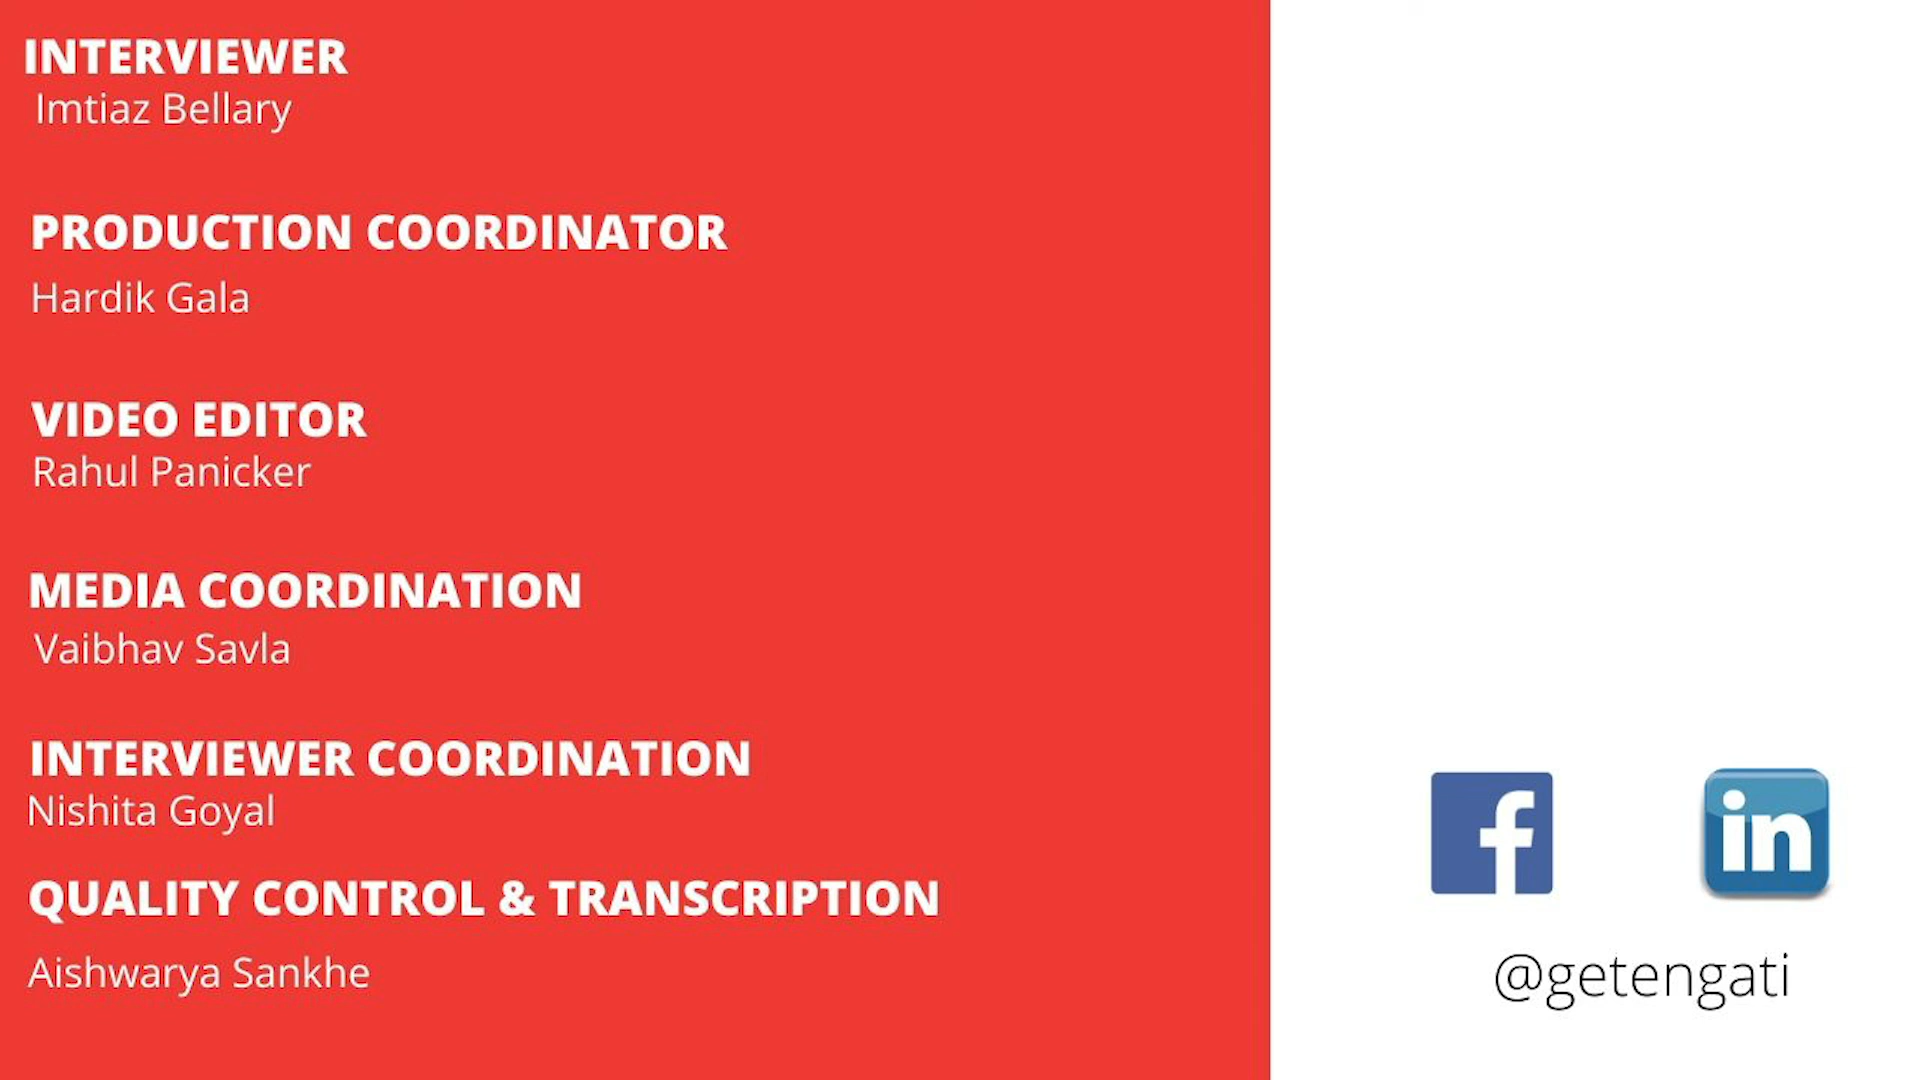 INTERVIEWER
Imtiaz Bellary
PRODUCTION COORDINATOR
Hardik Gala
VIDEO EDITOR
Rahul Panicker
MEDIA COORDINATION
Vaibhav Savla
INTERVIEWER COORDINATION
Nishita Goyal
QUALITY CONTROL & TRANSCRIPTION
Aishwarya Sankhe
f
in
@getengati